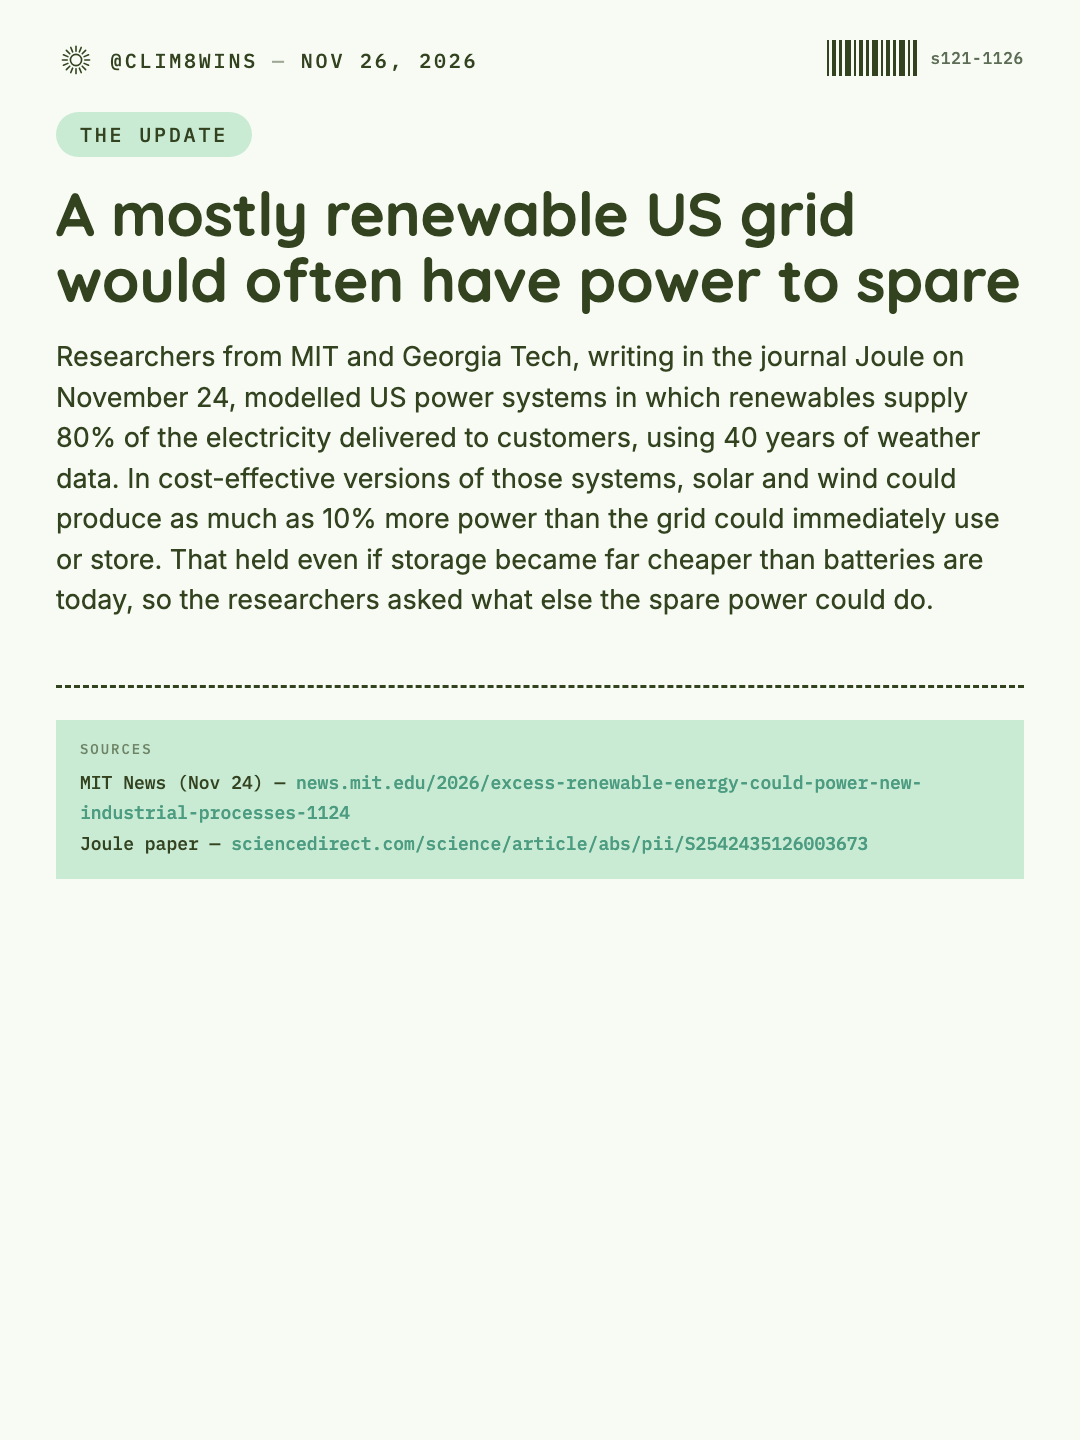 @CLIM8WINS — NOV 26, 2026
s121-1126
THE UPDATE
A mostly renewable US grid
would often have power to spare
Researchers from MIT and Georgia Tech, writing in the journal Joule on
November 24, modelled US power systems in which renewables supply
80% of the electricity delivered to customers, using 40 years of weather
data. In cost-effective versions of those systems, solar and wind could
produce as much as 10% more power than the grid could immediately use
or store. That held even if storage became far cheaper than batteries are
today, so the researchers asked what else the spare power could do.
SOURCES
MIT News (Nov 24) — news.mit.edu/2026/excess-renewable-energy-could-power-new-
industrial-processes-1124
Joule paper — sciencedirect.com/science/article/abs/pii/S2542435126003673